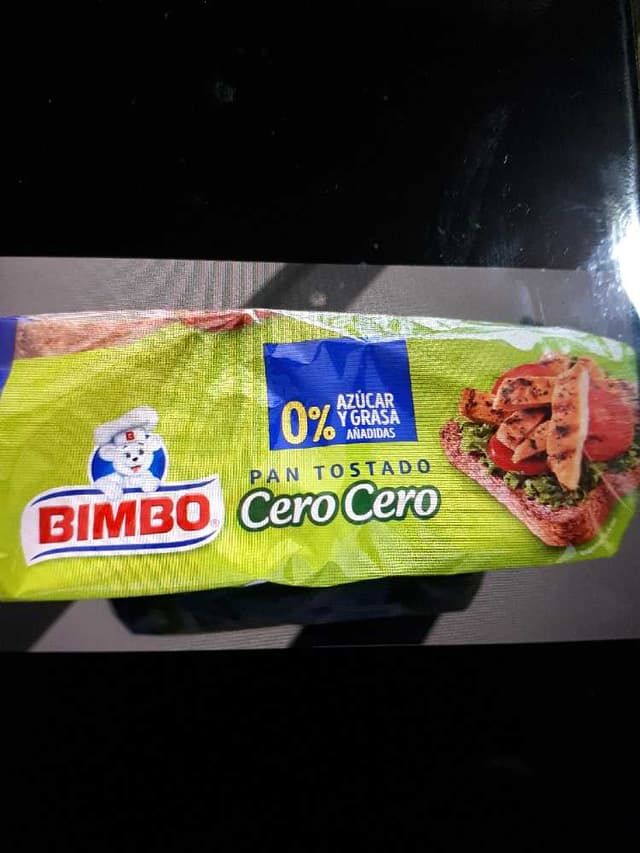 0% AZÚCAR
Y GRASA
AÑADIDAS
PAN TOSTADO
Cero Cero
BIMBO®
B